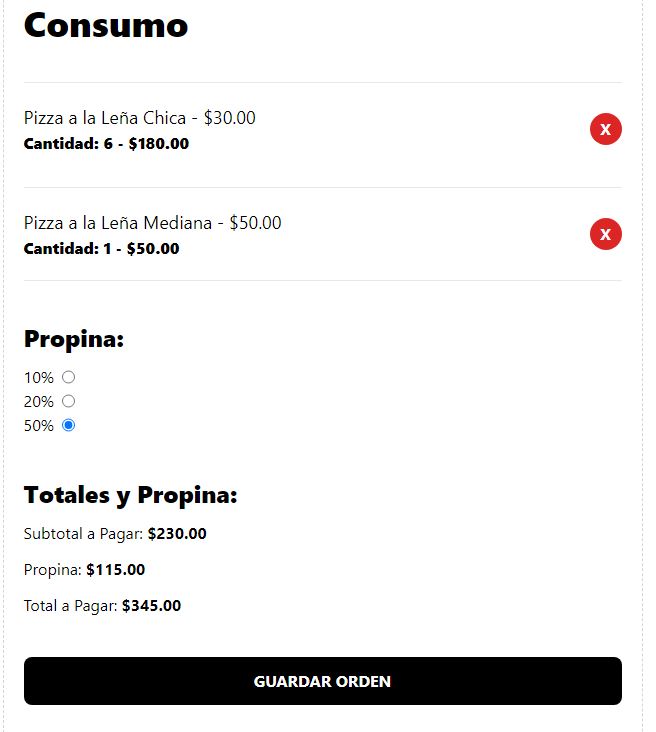 Consumo
Pizza a la Leña Chica - $30.00
X
Cantidad: 6 - $180.00
Pizza a la Leña Mediana - $50.00
X
Cantidad: 1 - $50.00
Propina:
10%
20%
50%
Totales y Propina:
Subtotal a Pagar: $230.00
Propina: $115.00
Total a Pagar: $345.00
GUARDAR ORDEN